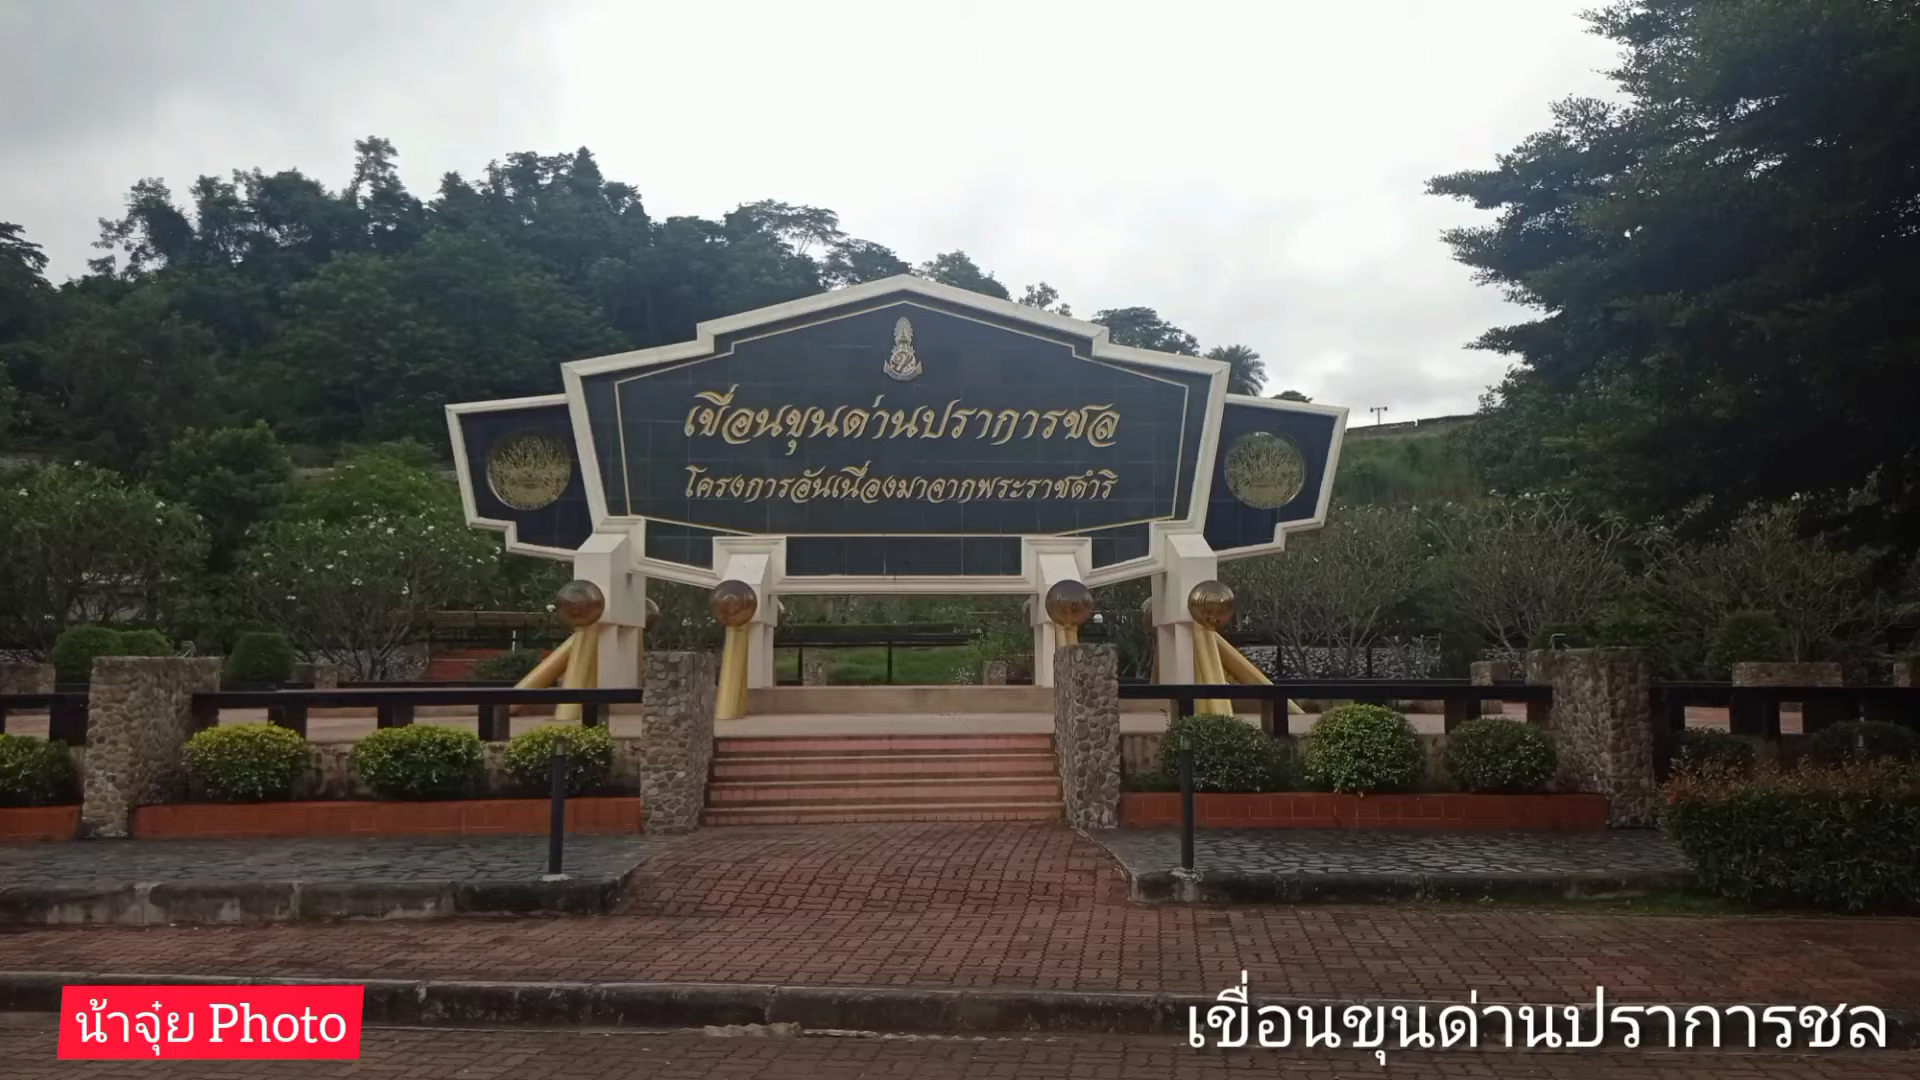 เขื่อนขุนด่านปราการชล
โครงการอันเนื่องมาจากพระราชดำริ
น้าจุ๋ย Photo
เขื่อนขุนด่านปราการชล